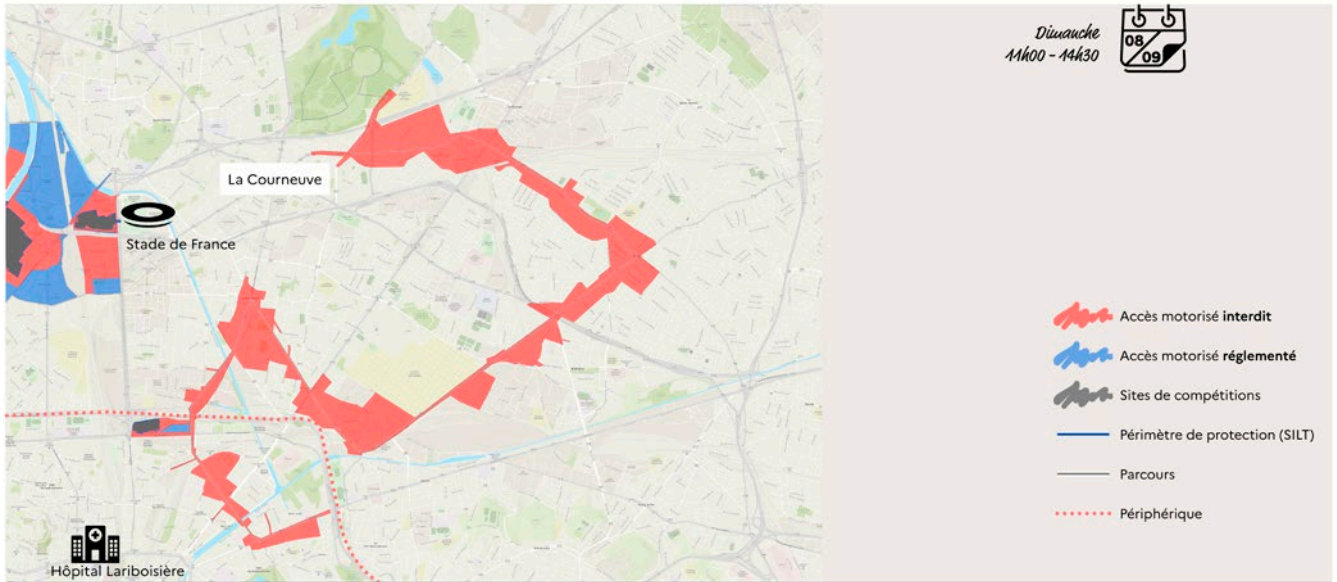 Dimanche
11h00 - 14h30
08
09
La Courneuve
Stade de France
Hôpital Lariboisière
Accès motorisé interdit
Accès motorisé réglementé
Sites de compétitions
Périmètre de protection (SILT)
Parcours
Périphérique